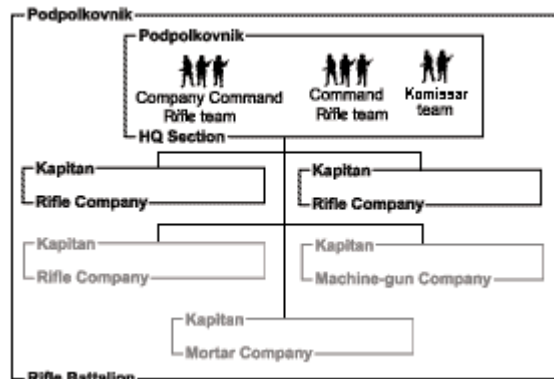 Podpolkovnik
Podpolkovnik
Company Command
Rifle team
Command
Rifle team
Komissar
team
HQ Section
Kapitan
Rifle Company
Kapitan
Rifle Company
Kapitan
Rifle Company
Kapitan
Machine-gun Company
Kapitan
Mortar Company
Rifle Battalion